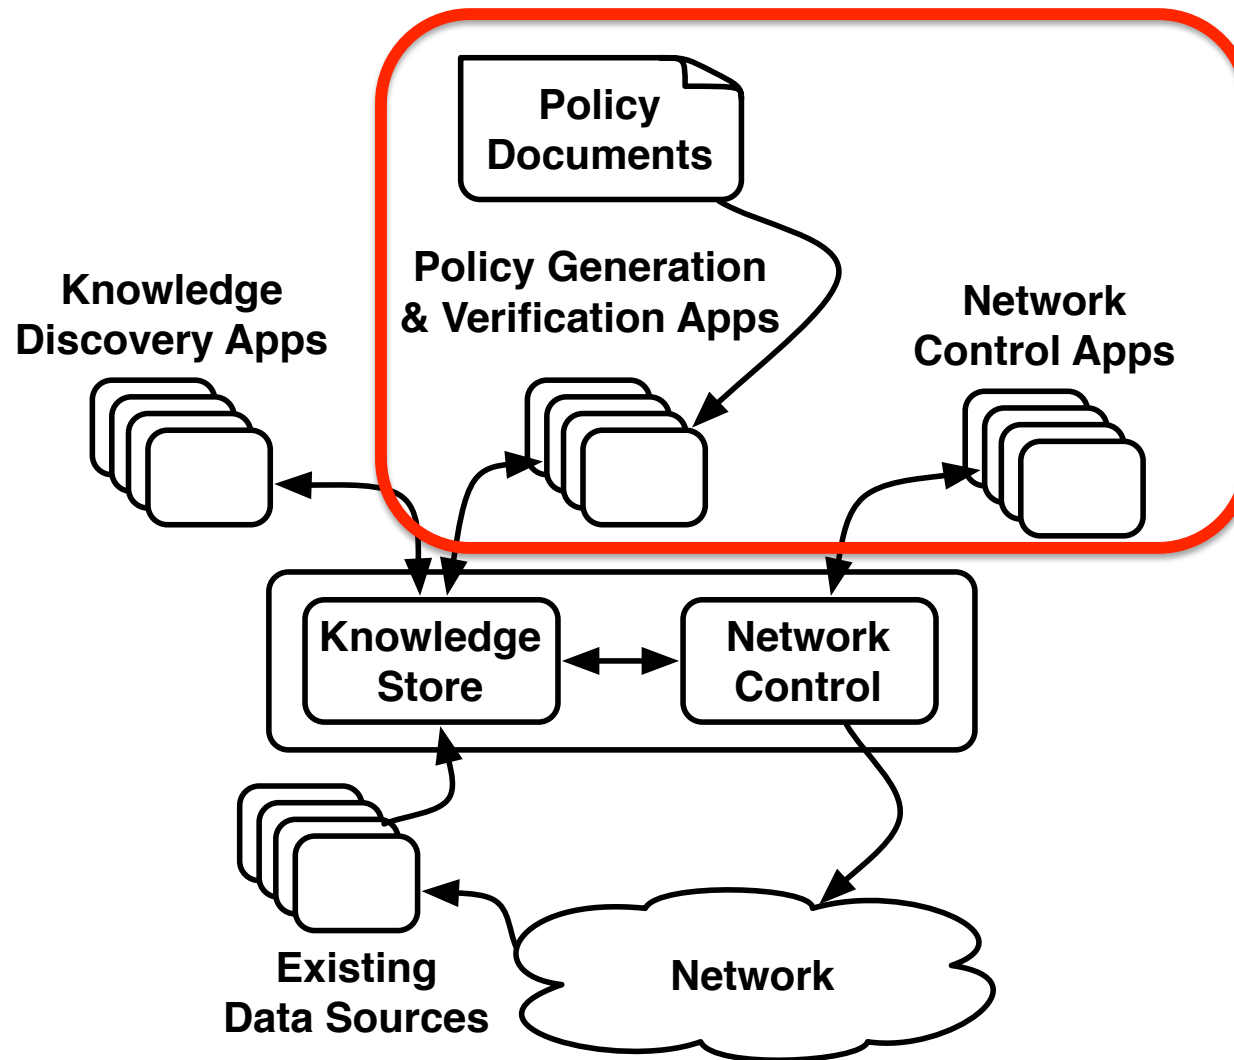 Policy
Documents
Policy Generation
& Verification Apps
Knowledge
Discovery Apps
Network
Control Apps
Knowledge
Store
Network
Control
Existing
Data Sources
Network